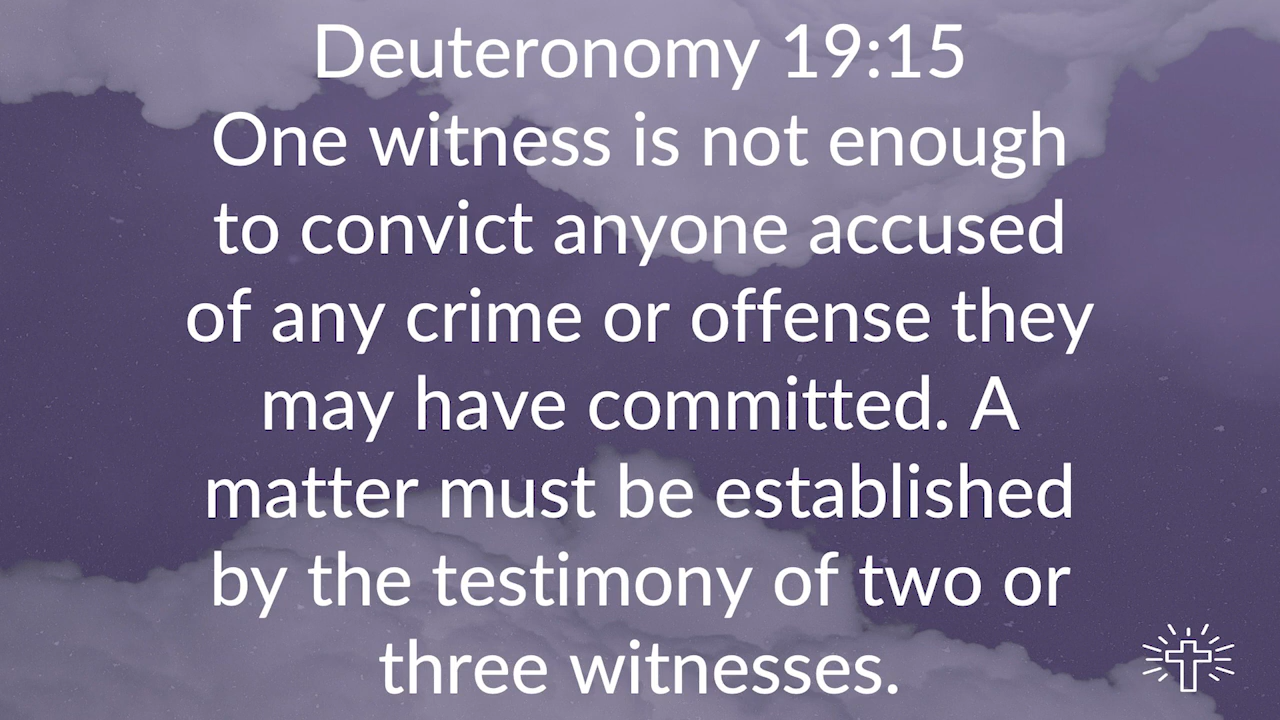 Deuteronomy 19:15
One witness is not enough
to convict anyone accused
of any crime or offense they
may have committed. A
matter must be established
by the testimony of two or
three witnesses.